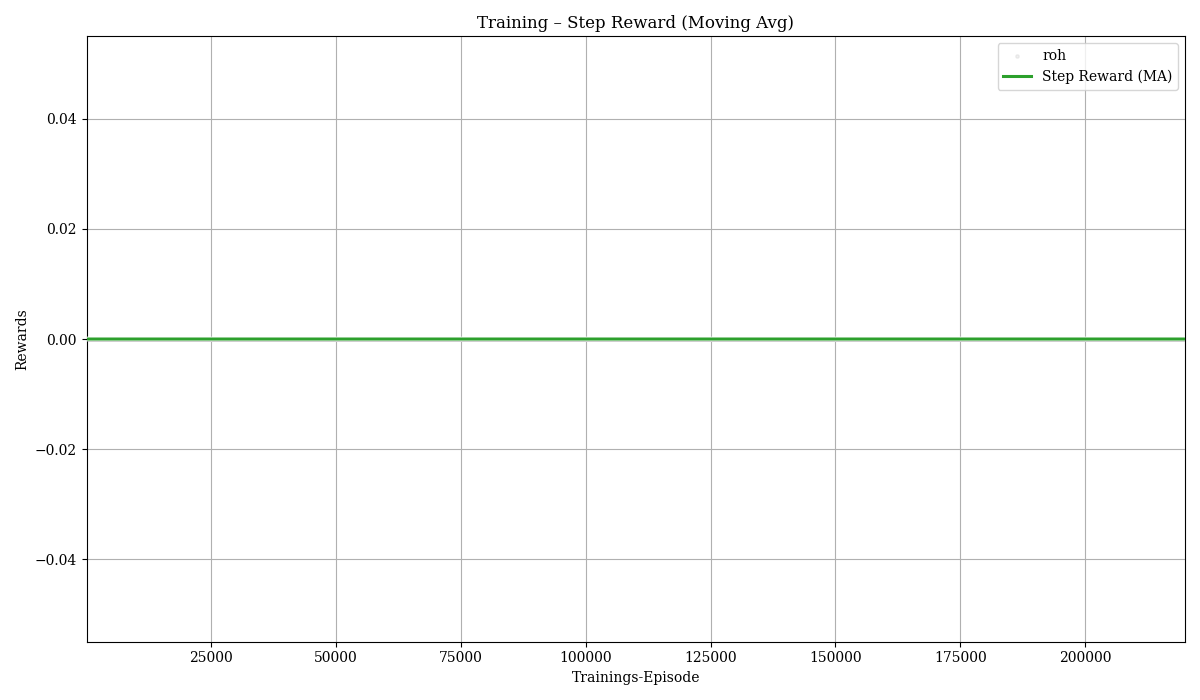 Training – Step Reward (Moving Avg)
roh
Step Reward (MA)
Rewards
0.04
0.02
0.00
−0.02
−0.04
25000 50000 75000 100000 125000 150000 175000 200000
Trainings-Episode